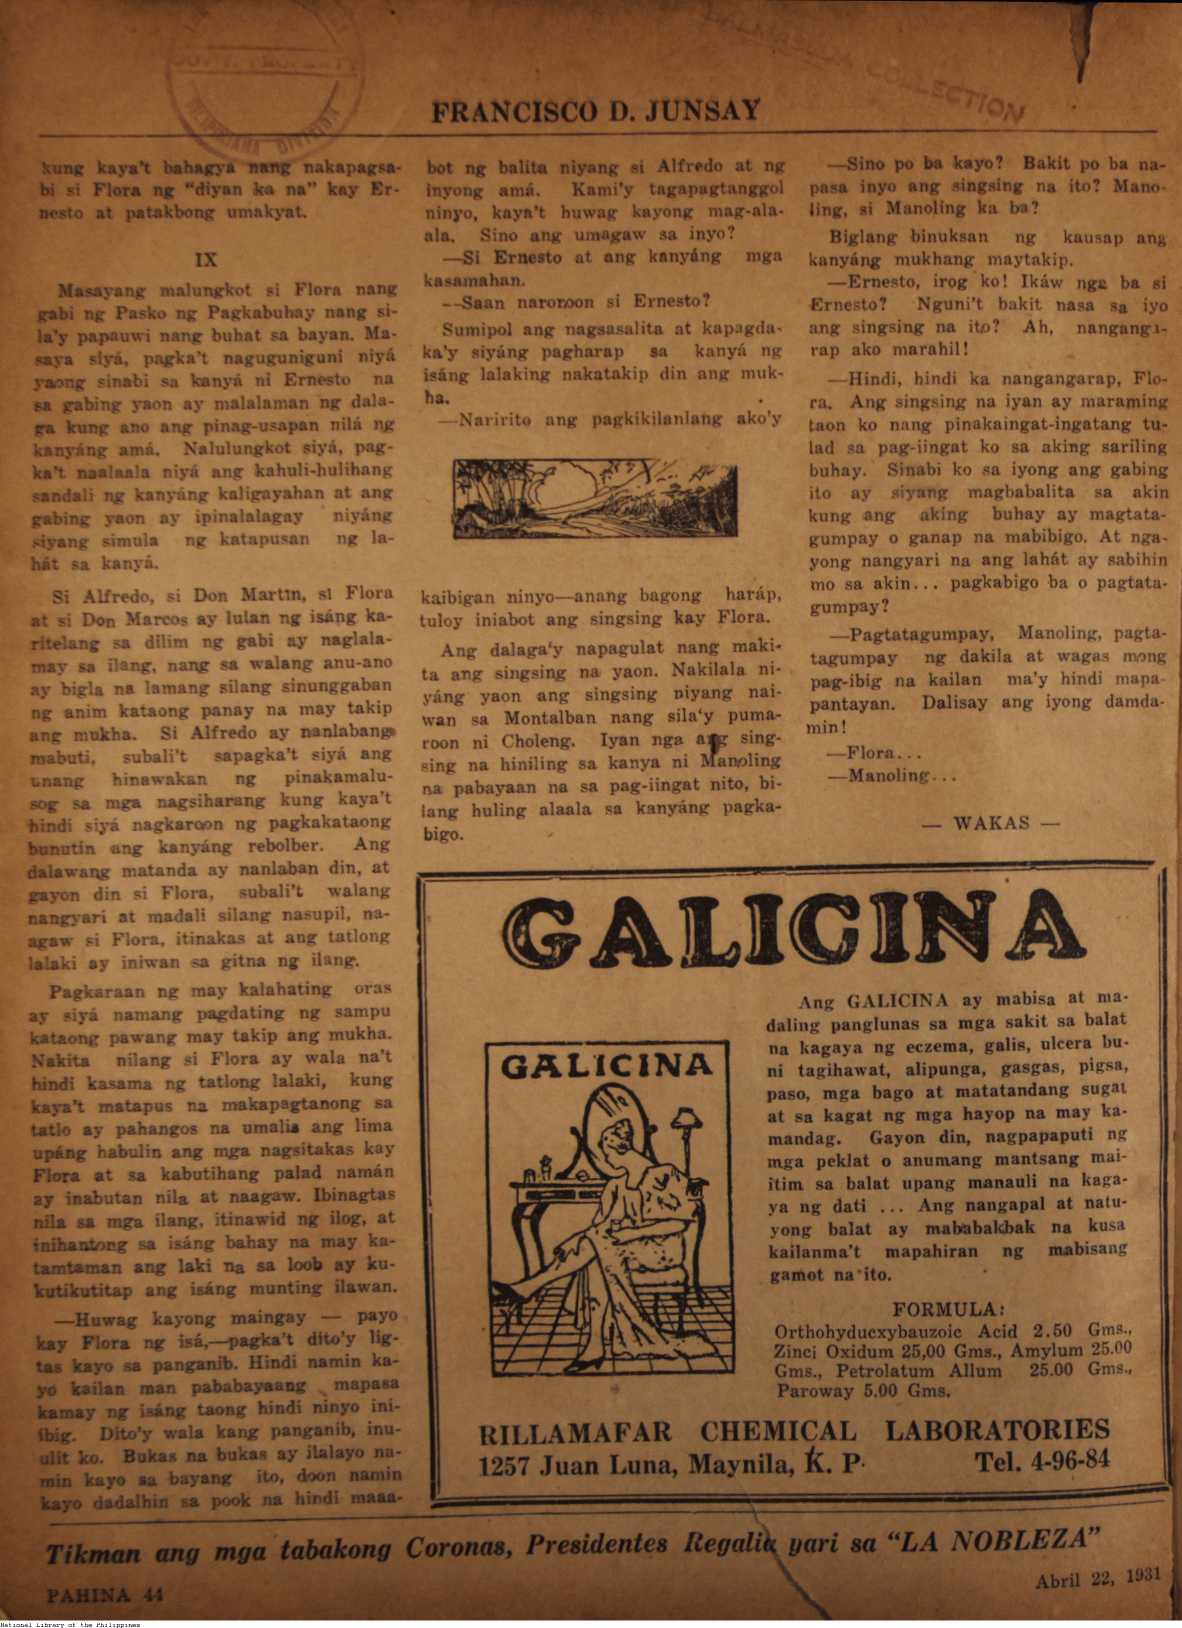 COLLECTION
DIVISION
FRANCISCO D. JUNSAY
kung kaya't bahagya nang nakapagsa-
bi si Flora ng "diyan ka na" kay Er-
nesto at patakbong umakyat.
IX
Masayang malungkot si Flora nang
gabi ng Pasko ng Pagkabuhay nang si-
la'y papauwi nang buhat sa bayan. Ma-
saya siyá, pagka't naguguniguni niyá
yaong sinabi sa kanyá ni Ernesto na
sa gabing yaon ay malalaman ng dala-
ga kung ano ang pinag-usapan nilá ng
kanyáng amá. Nalulungkot siyá, pag-
ka't naalaala niyá ang kahuli-hulihang
sandali ng kanyáng kaligayahan at ang
gabing yaon ay ipinalalagay niyáng
siyang simula ng katapusan ng la-
hát sa kanyá.
Si Alfredo, si Don Martin, si Flora
at si Don Marcos ay lulan ng isáng ka-
ritelang sa dilim ng gabi ay naglala-
may sa ilang, nang sa walang anu-ano
ay bigla na lamang silang sinunggaban
ng anim kataong panay na may takip
ang mukha. Si Alfredo ay nanlabang
mabuti, subali't sapagka't siyá ang
unang hinawakan ng pinakamalu-
sog sa mga nagsiharang kung kaya't
hindi siyá nagkaroon ng pagkakataong
bunutin ang kanyáng rebolber. Ang
dalawang matanda ay nanlaban din, at
gayon din si Flora, subali't walang
nangyari at madali silang nasupil, na-
agaw si Flora, itinakas at ang tatlong
lalaki ay iniwan sa gitna ng ilang.
Pagkaraan ng may kalahating oras
ay siyá namang pagdating ng sampu
kataong pawang may takip ang mukha.
Nakita nilang si Flora ay wala na't
hindi kasama ng tatlong lalaki, kung
kaya't matapus na makapagtanong sa
tatlo ay pahangos na umalis ang lima
upáng habulin ang mga nagsitakas kay
Flora at sa kabutihang palad namán
ay inabutan nila at naagaw. Ibinagtas
nila sa mga ilang, itinawid ng ilog, at
inihantong sa isáng bahay na may ka-
tamtaman ang laki na sa loob ay ku-
kutikutitap ang isáng munting ilawan.
—Huwag kayong maingay — payo
kay Flora ng isá,—pagka't dito'y lig-
tas kayo sa panganib. Hindi namin ka-
yo kailan man pababayaang mapasa
kamay ng isáng taong hindi ninyo ini-
ibig. Dito'y wala kang panganib, inu-
ulit ko. Bukas na bukas ay ilalayo na-
min kayo sa bayang ito, doon namin
kayo dadalhin sa pook na hindi maaa-
bot ng balita niyang si Alfredo at ng
inyong amá. Kami'y tagapagtanggol
ninyo, kaya't huwag kayong mag-ala-
ala. Sino ang umagaw sa inyo?
—Si Ernesto at ang kanyáng mga
kasamahan.
—Saan naroroon si Ernesto?
Sumipol ang nagsasalita at kapagda-
ka'y siyáng pagharap sa kanyá ng
isáng lalaking nakatakip din ang muk-
ha.
—Naririto ang pagkikilanlang ako'y
kaibigan ninyo—anang bagong haráp,
tuloy iniabot ang singsing kay Flora.
Ang dalaga'y napagulat nang maki-
ta ang singsing na yaon. Nakilala ni-
yáng yaon ang singsing niyang nai-
wan sa Montalban nang sila'y puma-
roon ni Choleng. Iyan nga ang sing-
sing na hiniling sa kanya ni Manoling
na pabayaan na sa pag-iingat nito, bi-
lang huling alaala sa kanyáng pagka-
bigo.
—Sino po ba kayo? Bakit po ba na-
pasa inyo ang singsing na ito? Mano-
ling, si Manoling ka ba?
Biglang binuksan ng kausap ang
kanyáng mukhang maytakip.
—Ernesto, irog ko! Ikáw nga ba si
Ernesto? Nguni't bakit nasa sa iyo
ang singsing na ito? Ah, nanganga-
rap ako marahil!
—Hindi, hindi ka nangangarap, Flo-
ra. Ang singsing na iyan ay maraming
taon ko nang pinakaingat-ingatang tu-
lad sa pag-iingat ko sa aking sariling
buhay. Sinabi ko sa iyong ang gabing
ito ay siyang magbabalita sa akin
kung ang aking buhay ay magtata-
gumpay o ganap na mabibigo. At nga-
yong nangyari na ang lahát ay sabihin
mo sa akin... pagkabigo ba o pagtata-
gumpay?
—Pagtatagumpay, Manoling, pagta-
tagumpay ng dakila at wagas mong
pag-ibig na kailan ma'y hindi mapa-
pantayan. Dalisay ang iyong damda-
min!
—Flora...
—Manoling...
— WAKAS —
GALICINA
GALICINA
Ang GALICINA ay mabisa at ma-
daling panglunas sa mga sakit sa balat
na kagaya ng eczema, galis, ulcera bu-
ni tagihawat, alipunga, gasgas, pigsa,
paso, mga bago at matatandang sugat
at sa kagat ng mga hayop na may ka-
mandag. Gayon din, nagpapaputi ng
mga peklat o anumang mantsang mai-
itim sa balat upang manauli na kaga-
ya ng dati ... Ang nangapal at natu-
yong balat ay mababakbak na kusa
kailanma't mapahiran ng mabisang
gamot na ito.
FORMULA:
Orthohyducxybauzoic Acid 2.50 Gms.,
Zinci Oxidum 25,00 Gms., Amylum 25.00
Gms., Petrolatum Allum 25.00 Gms.,
Paroway 5.00 Gms.
RILLAMAFAR CHEMICAL LABORATORIES
1257 Juan Luna, Maynila, K. P.
Tel. 4-96-84
Tikman ang mga tabakong Coronas, Presidentes Regalia yari sa "LA NOBLEZA"
PAHINA 44
Abril 22, 1931
National Library of the Philippines